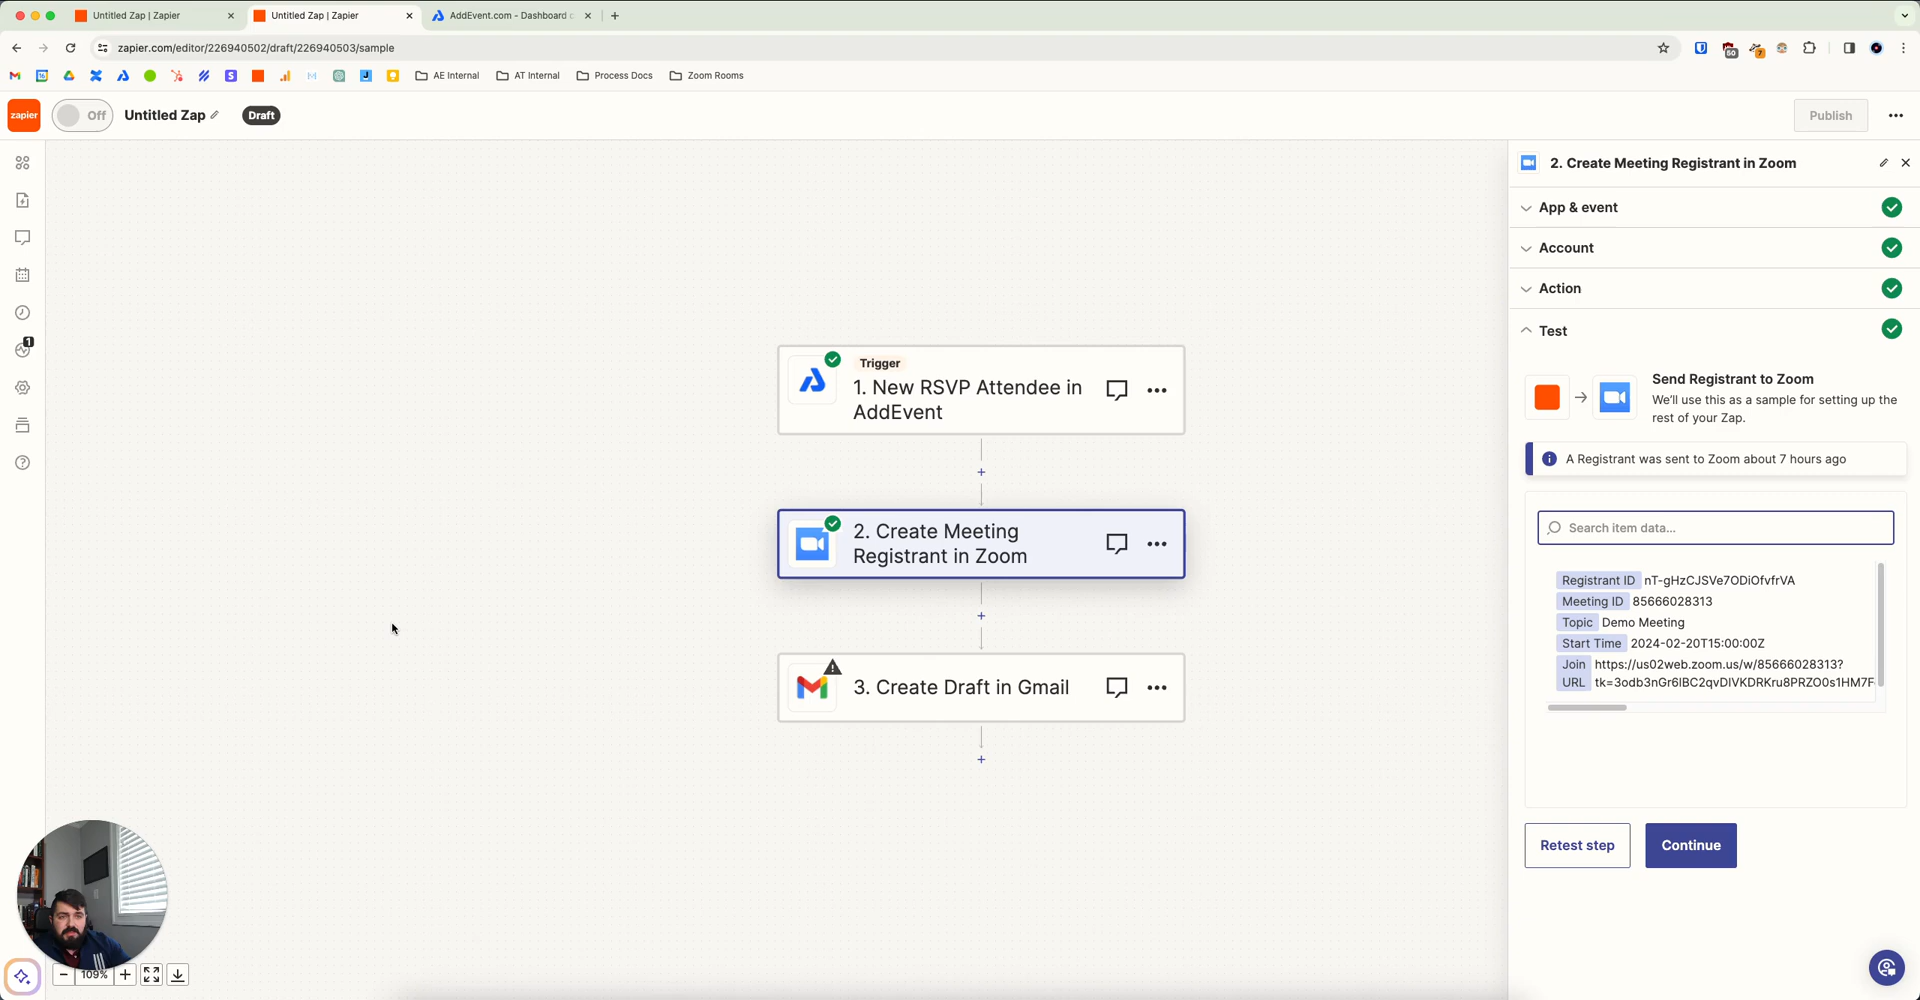 Untitled Zap | Zapier
Untitled Zap | Zapier
AddEvent.com - Dashboard
zapier.com/editor/226940502/draft/226940503/sample
50
7
16
AE Internal
AT Internal
Process Docs
Zoom Rooms
zapier
Off
Untitled Zap
Draft
Publish
1
Trigger
1. New RSVP Attendee in
AddEvent
2. Create Meeting
Registrant in Zoom
3. Create Draft in Gmail
2. Create Meeting Registrant in Zoom
App & event
Account
Action
Test
Send Registrant to Zoom
We'll use this as a sample for setting up the
rest of your Zap.
A Registrant was sent to Zoom about 7 hours ago
Search item data...
Registrant ID nT-gHzCJSVe7ODiOfvfrVA
Meeting ID 85666028313
Topic Demo Meeting
Start Time 2024-02-20T15:00:00Z
Join https://us02web.zoom.us/w/85666028313?
URL tk=3odb3nGr6IBC2qvDIVKDRKru8PRZO0s1HM7F
Retest step
Continue
109%